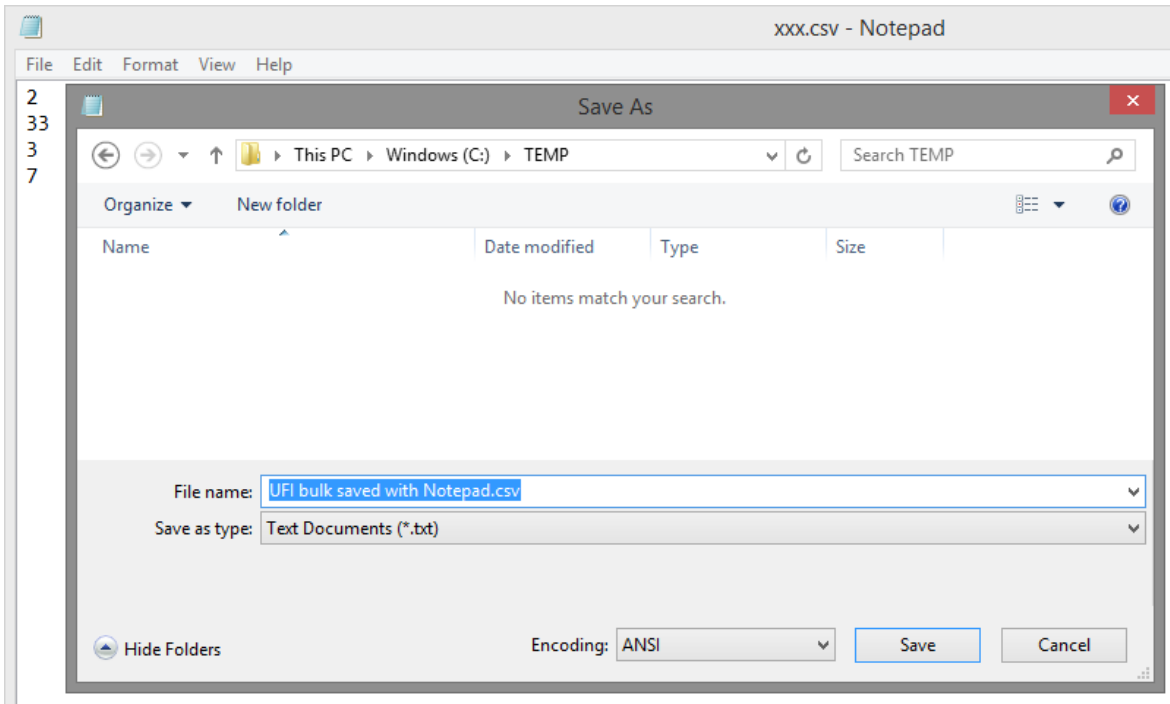 xxx.csv - Notepad
File Edit Format View Help
2
33
3
7
Save As
This PC Windows (C:) TEMP Search TEMP
Organize New folder
Name Date modified Type Size
No items match your search.
File name: UFI bulk saved with Notepad.csv
Save as type: Text Documents (*.txt)
Hide Folders Encoding: ANSI Save Cancel